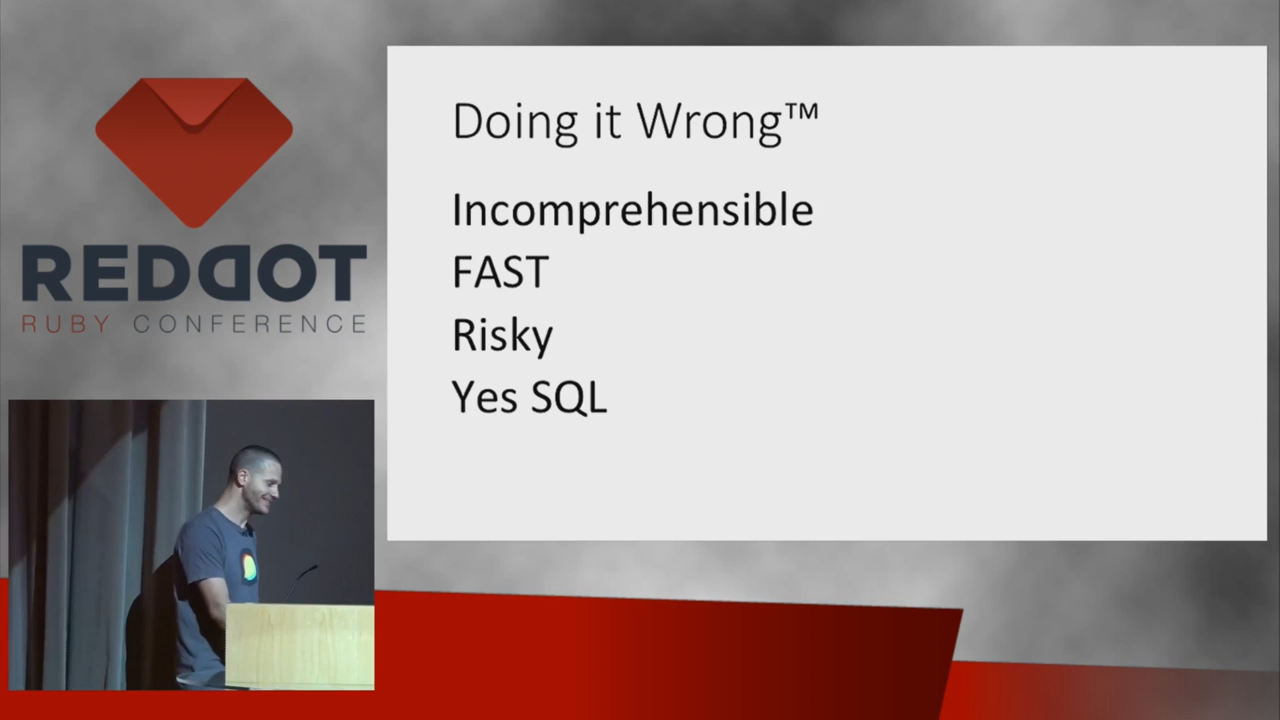 REDDOT
RUBY CONFERENCE
Doing it Wrong™
Incomprehensible
FAST
Risky
Yes SQL